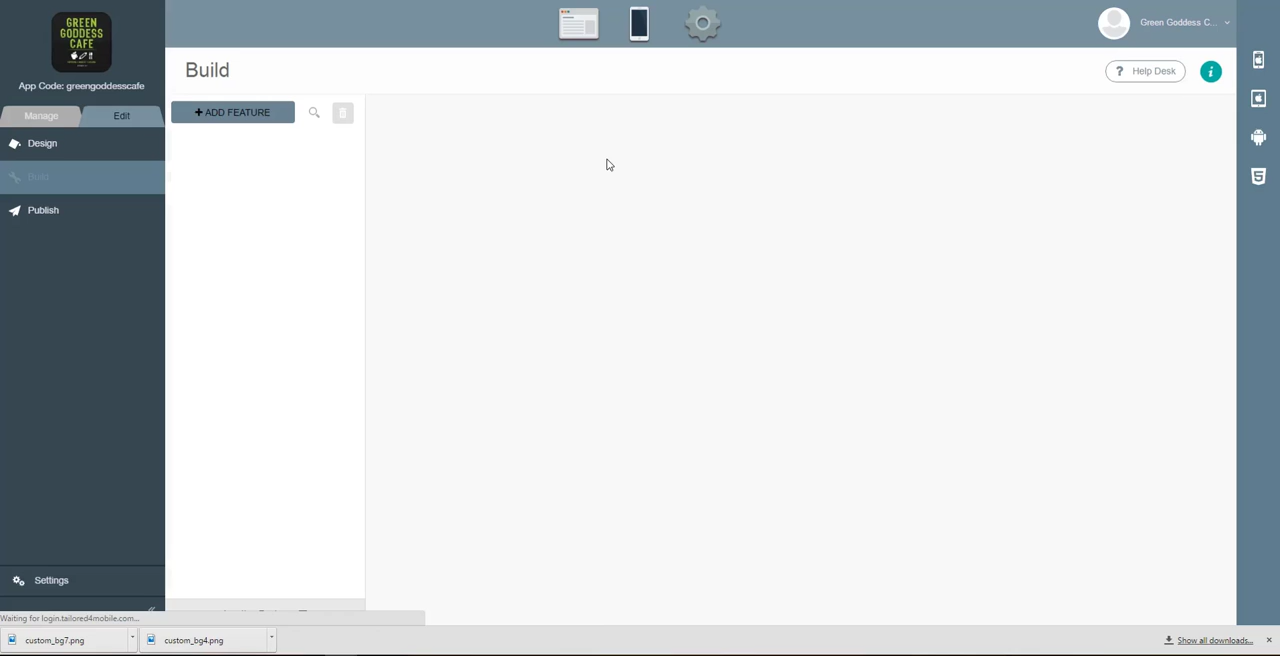 GREEN
GODDESS
CAFE
App Code: greengoddesscafe
Manage
Edit
Design
Build
Publish
Settings
Green Goddess C...
Build
? Help Desk
i
+ ADD FEATURE
Waiting for login.tailored4mobile.com...
custom_bg7.png
custom_bg4.png
Show all downloads...